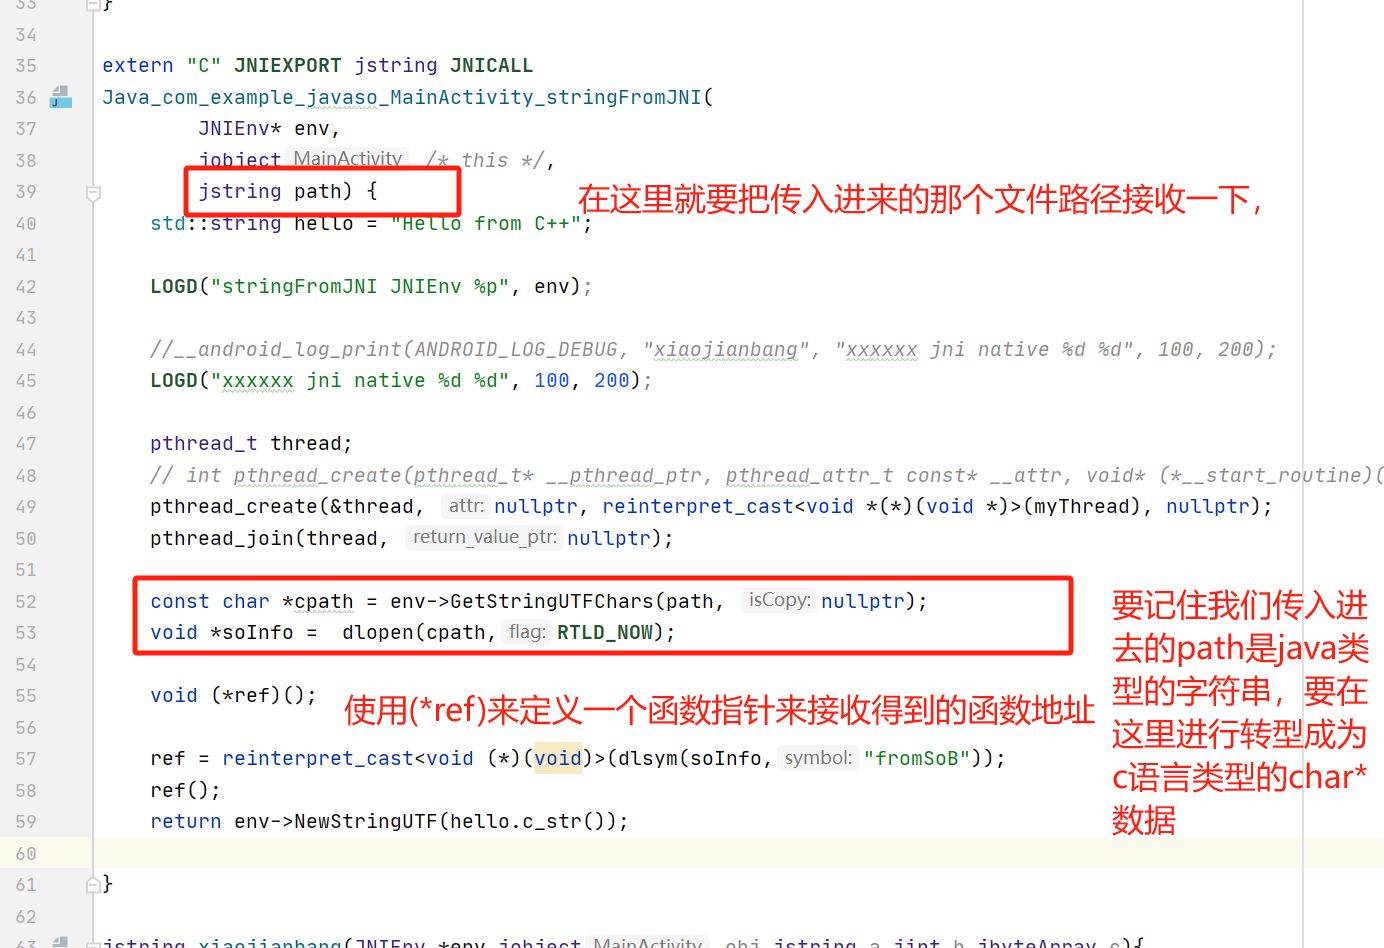 33 }
34
35 extern "C" JNIEXPORT jstring JNICALL
36 Java_com_example_javaso_MainActivity_stringFromJNI(
37 JNIEnv* env,
38 jobject MainActivity /* this */,
39 jstring path) { 在这里就要把传入进来的那个文件路径接收一下,
40 std::string hello = "Hello from C++";
41
42 LOGD("stringFromJNI JNIEnv %p", env);
43
44 //__android_log_print(ANDROID_LOG_DEBUG, "xiaojianbang", "xxxxxx jni native %d %d", 100, 200);
45 LOGD("xxxxxx jni native %d %d", 100, 200);
46
47 pthread_t thread;
48 // int pthread_create(pthread_t* __pthread_ptr, pthread_attr_t const* __attr, void* (*__start_routine)(
49 pthread_create(&thread, attr: nullptr, reinterpret_cast<void *(*)(void *)>(myThread), nullptr);
50 pthread_join(thread, return_value_ptr: nullptr);
51
52 const char *cpath = env->GetStringUTFChars(path, isCopy: nullptr);
53 void *soInfo = dlopen(cpath, flag: RTLD_NOW);
54
55 void (*ref)(); 使用(*ref)来定义一个函数指针来接收得到的函数地址
56
57 ref = reinterpret_cast<void (*)(void)>(dlsym(soInfo, symbol: "fromSoB"));
58 ref();
59 return env->NewStringUTF(hello.c_str());
60
61 }
62
63 jstring xiaojianbang(JNIEnv *env, jobject MainActivity obj, jstring a, jint b, jbyteArray c){
要记住我们传入进
去的path是java类
型的字符串，要在
这里进行转型成为
c语言类型的char*
数据